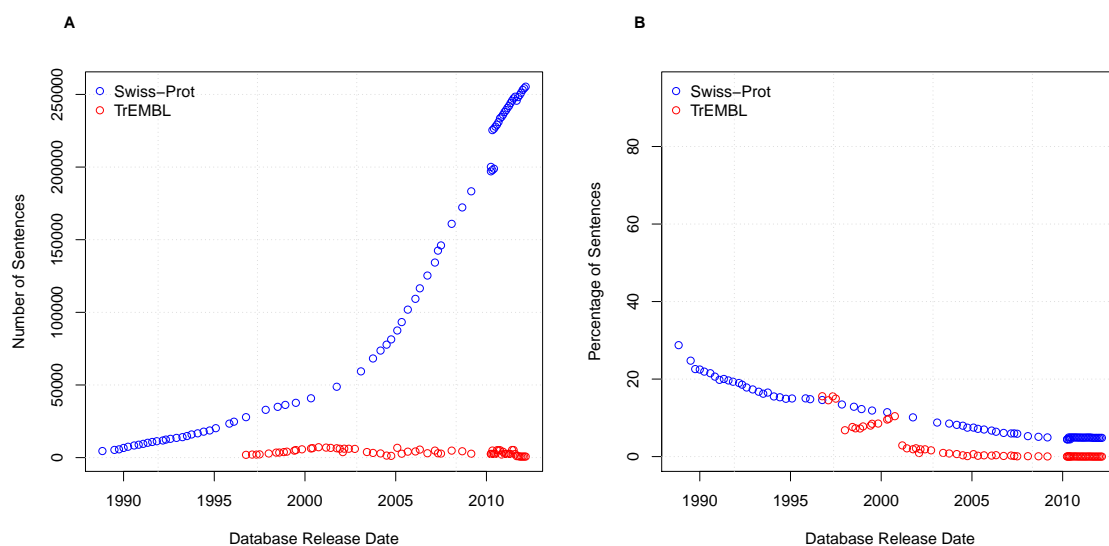 A
Swiss−Prot
TrEMBL
Number of Sentences
0
50000
100000
150000
200000
250000
1990
1995
2000
2005
2010
Database Release Date
B
Swiss−Prot
TrEMBL
Percentage of Sentences
0
20
40
60
80
1990
1995
2000
2005
2010
Database Release Date